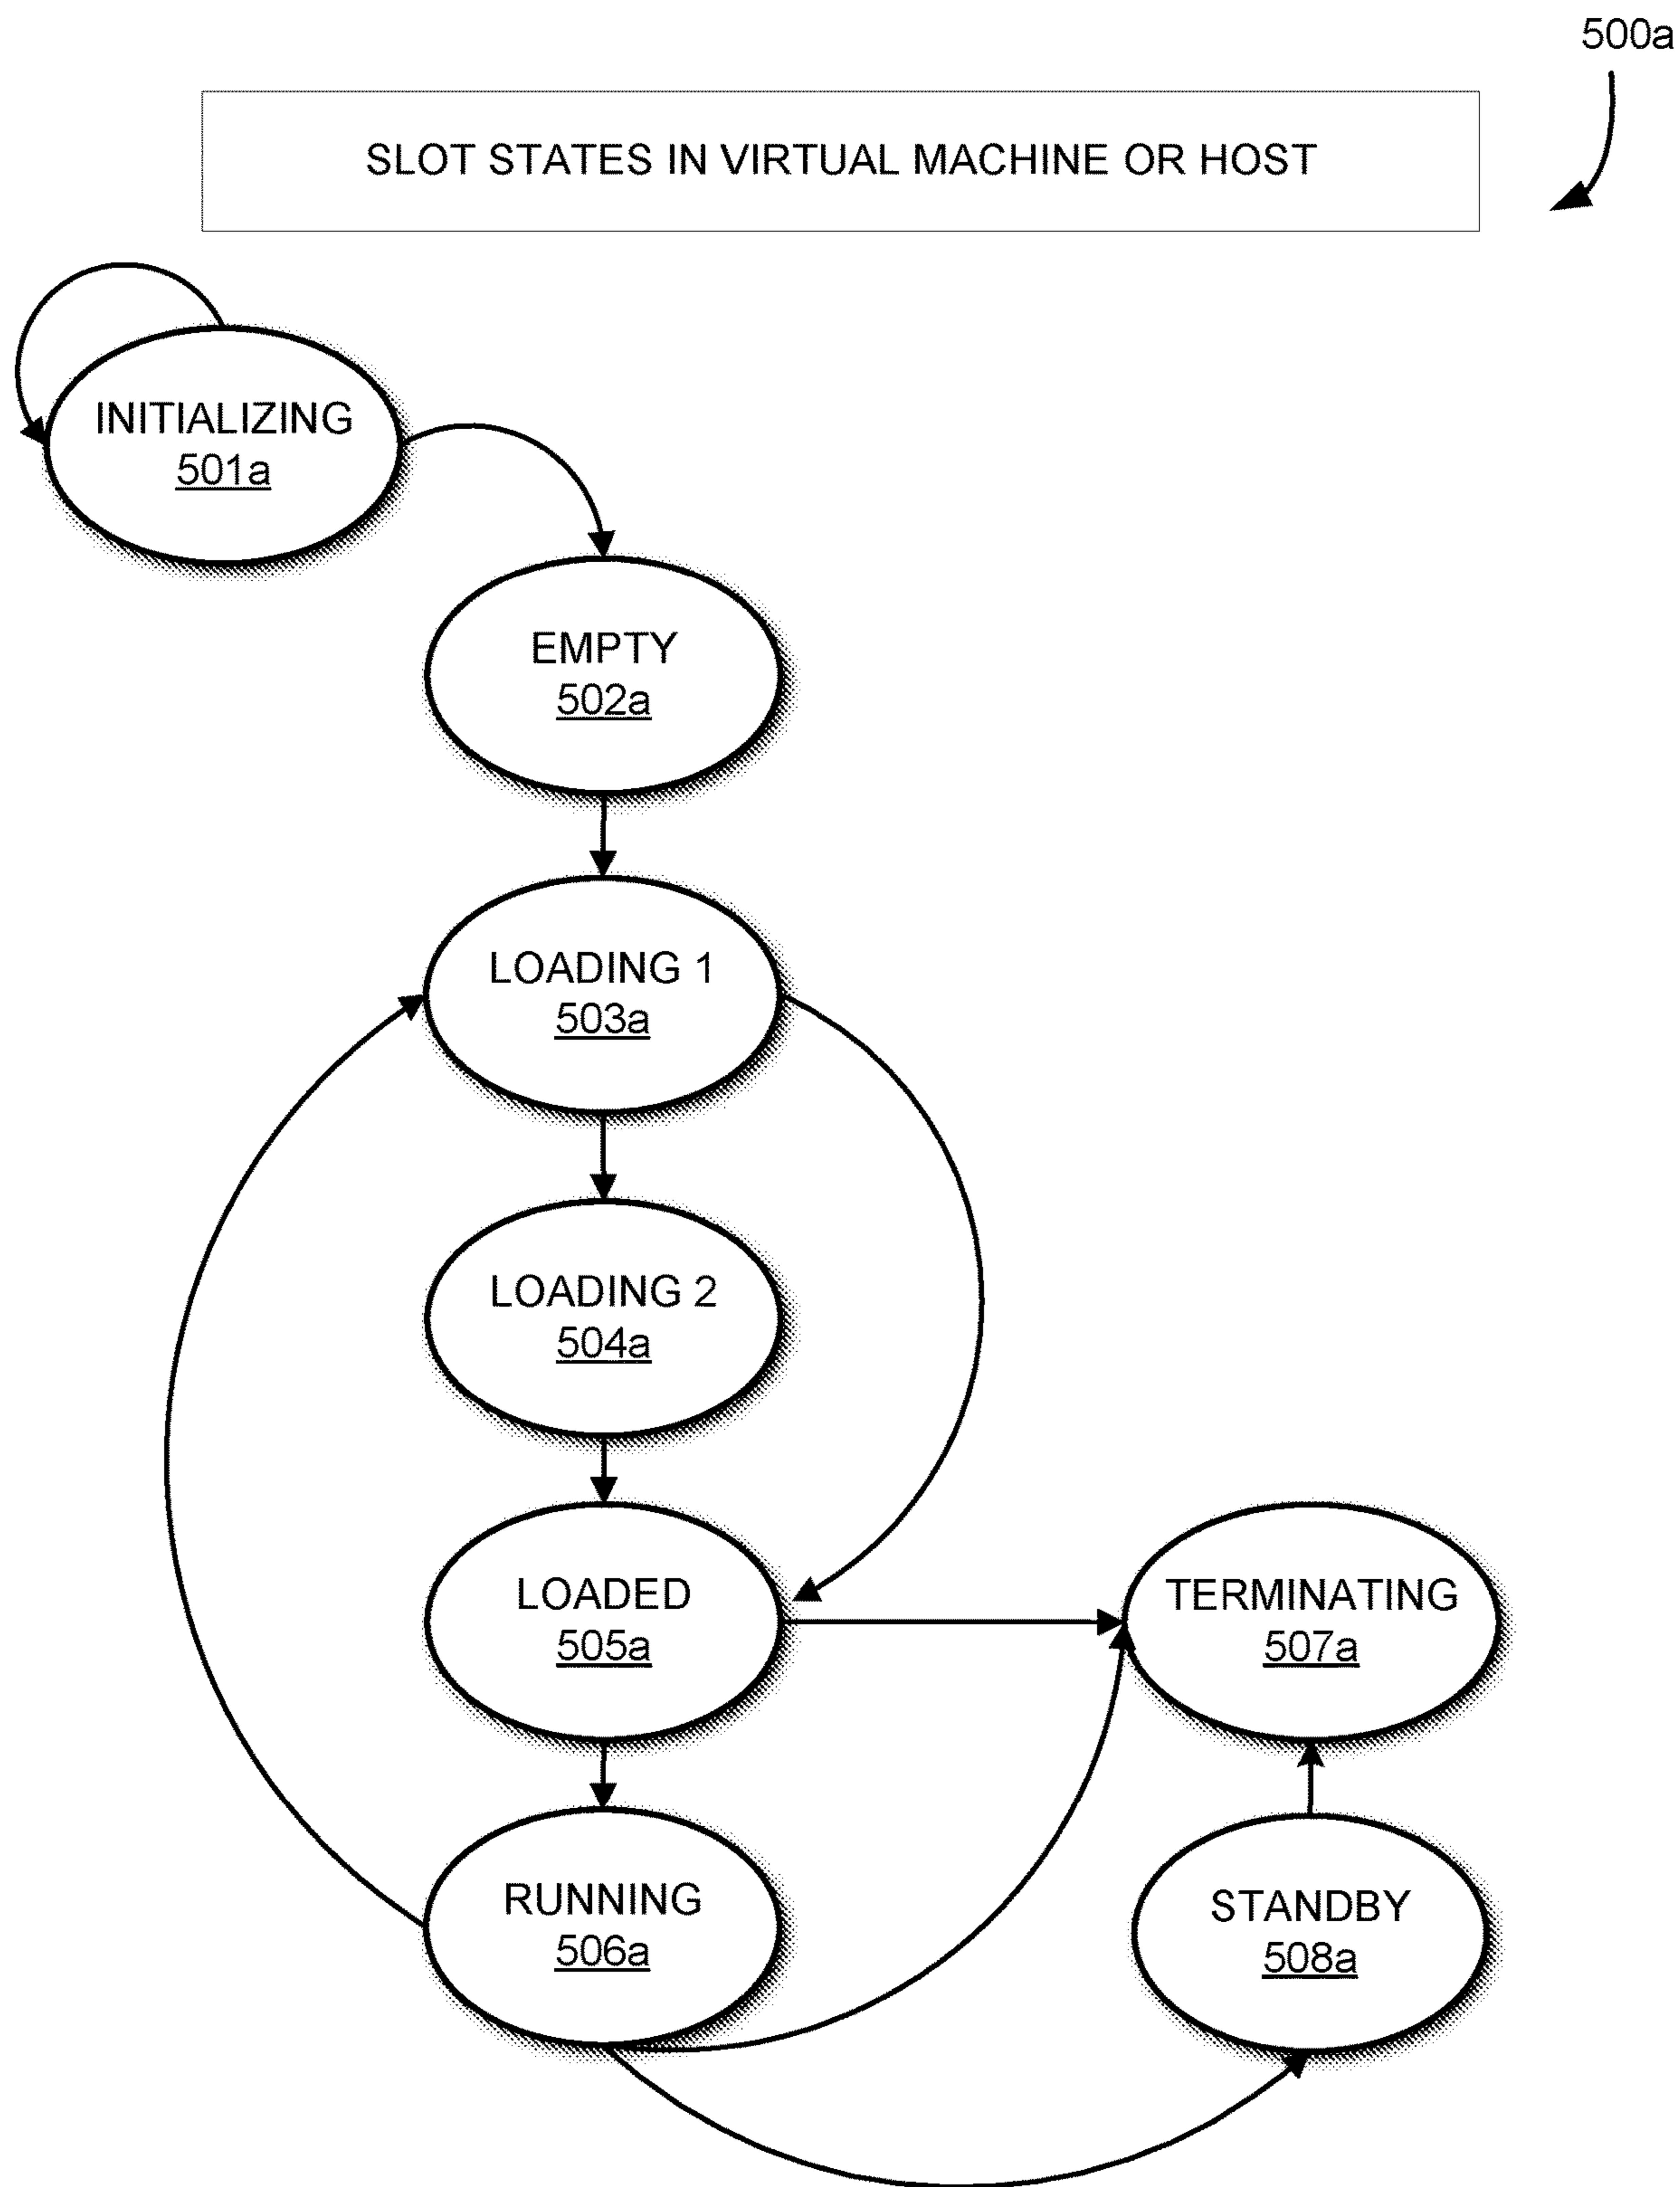 500a
SLOT STATES IN VIRTUAL MACHINE OR HOST
INITIALIZING
501a
EMPTY
502a
LOADING 1
503a
LOADING 2
504a
LOADED
505a
TERMINATING
507a
RUNNING
506a
STANDBY
508a